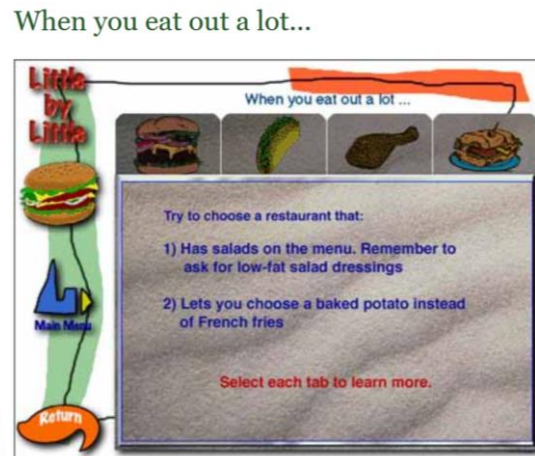 When you eat out a lot...
Little
by
Little
When you eat out a lot ...
Try to choose a restaurant that:
1) Has salads on the menu. Remember to
ask for low-fat salad dressings
2) Lets you choose a baked potato instead
of French fries
Select each tab to learn more.
Main Menu
Return